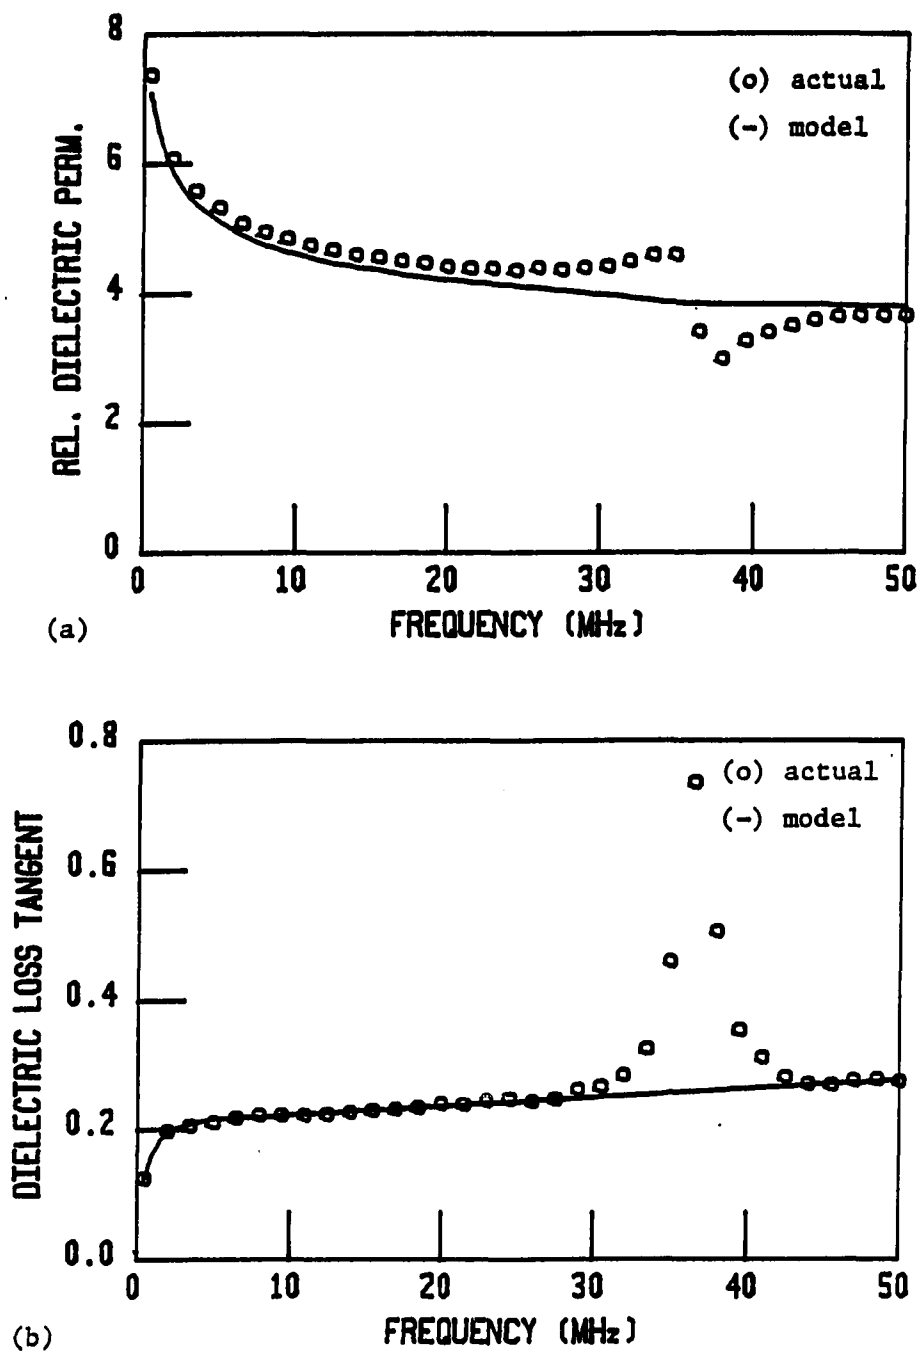 8
(o) actual
(-) model
6
REL. DIELECTRIC PERM.
4
2
0
0 10 20 30 40 50
FREQUENCY (MHz)
(a)
0.8
(o) actual
(-) model
0.6
DIELECTRIC LOSS TANGENT
0.4
0.2
0.0
0 10 20 30 40 50
FREQUENCY (MHz)
(b)